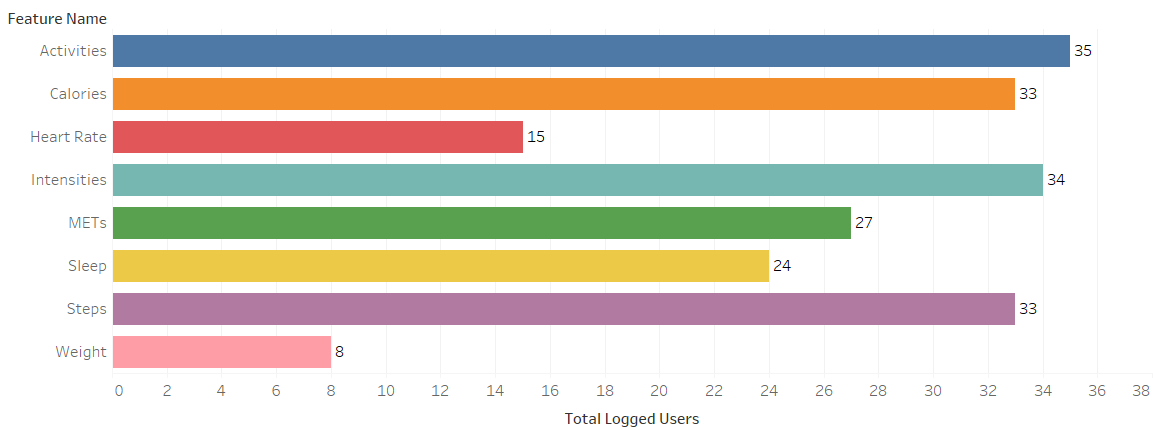 Feature Name
Activities 35
Calories 33
Heart Rate 15
Intensities 34
METs 27
Sleep 24
Steps 33
Weight 8
0 2 4 6 8 10 12 14 16 18 20 22 24 26 28 30 32 34 36 38
Total Logged Users